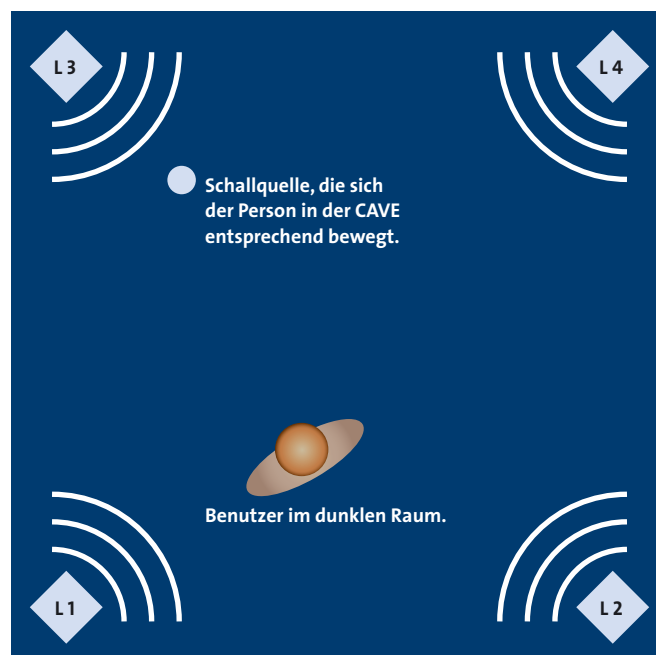 L 3
L 4
Schallquelle, die sich
der Person in der CAVE
entsprechend bewegt.
Benutzer im dunklen Raum.
L 1
L 2